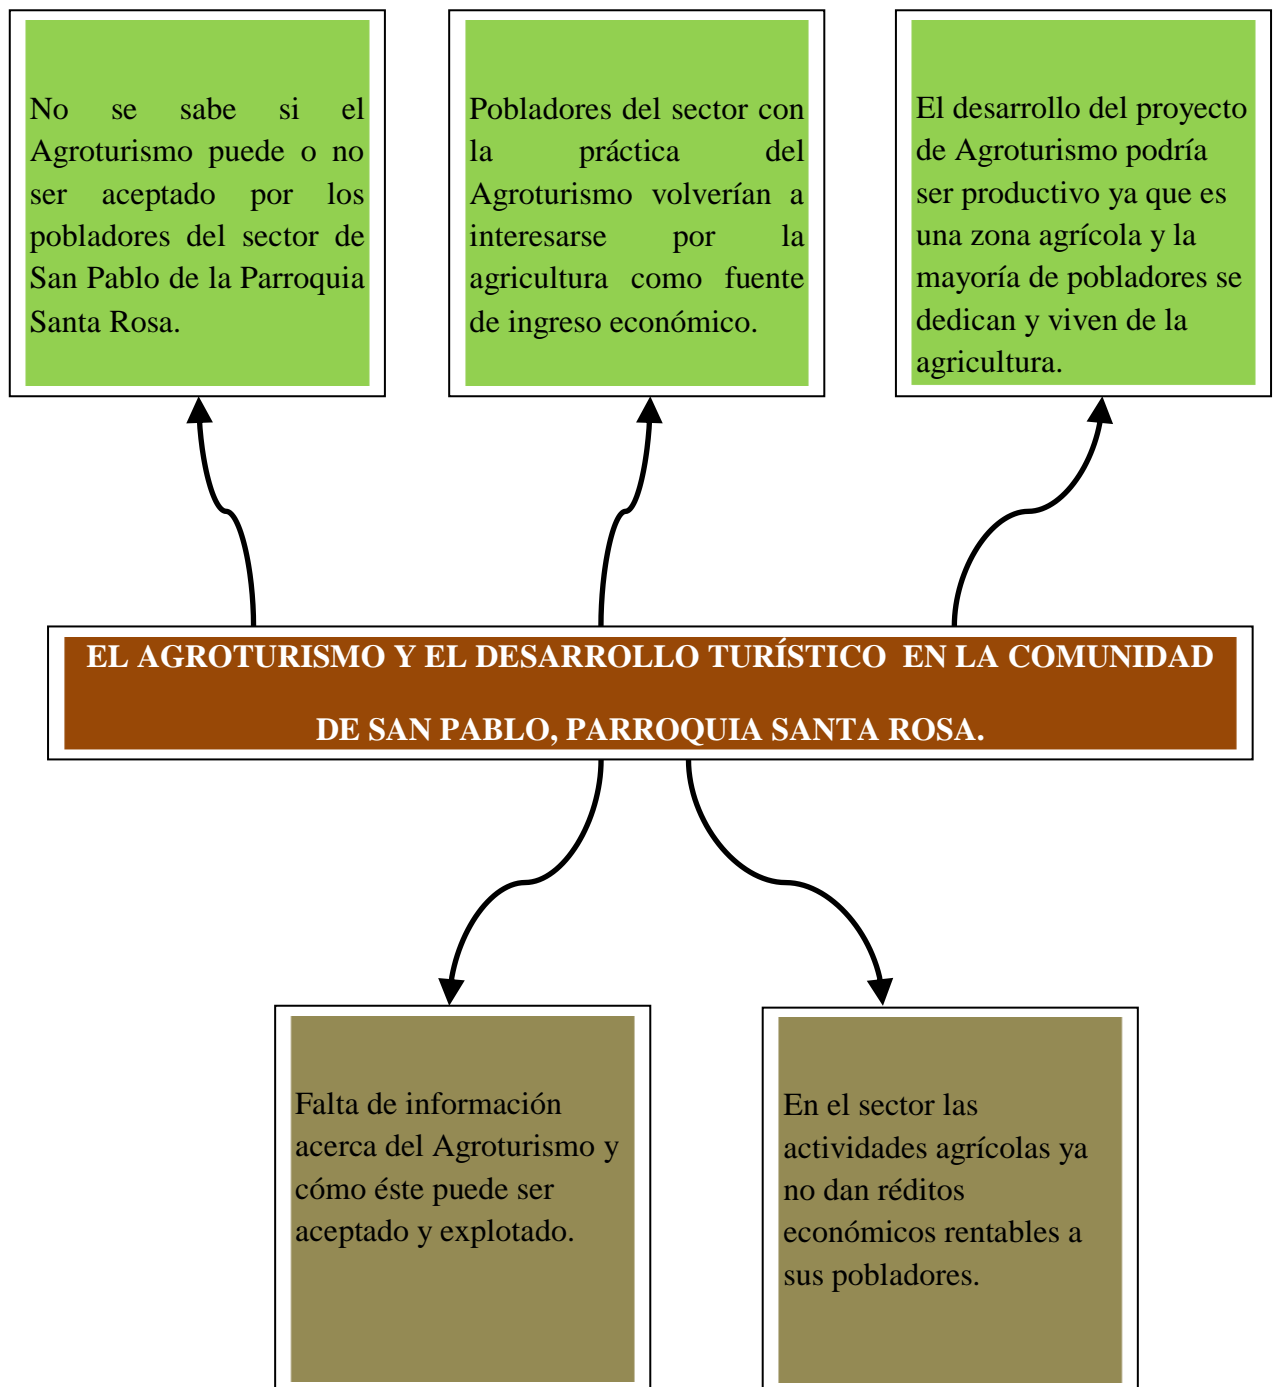 No se sabe si el
Agroturismo puede o no
ser aceptado por los
pobladores del sector de
San Pablo de la Parroquia
Santa Rosa.
Pobladores del sector con
la práctica del
Agroturismo volverían a
interesarse por la
agricultura como fuente
de ingreso económico.
El desarrollo del proyecto
de Agroturismo podría
ser productivo ya que es
una zona agrícola y la
mayoría de pobladores se
dedican y viven de la
agricultura.
EL AGROTURISMO Y EL DESARROLLO TURÍSTICO EN LA COMUNIDAD
DE SAN PABLO, PARROQUIA SANTA ROSA.
Falta de información
acerca del Agroturismo y
cómo éste puede ser
aceptado y explotado.
En el sector las
actividades agrícolas ya
no dan réditos
económicos rentables a
sus pobladores.